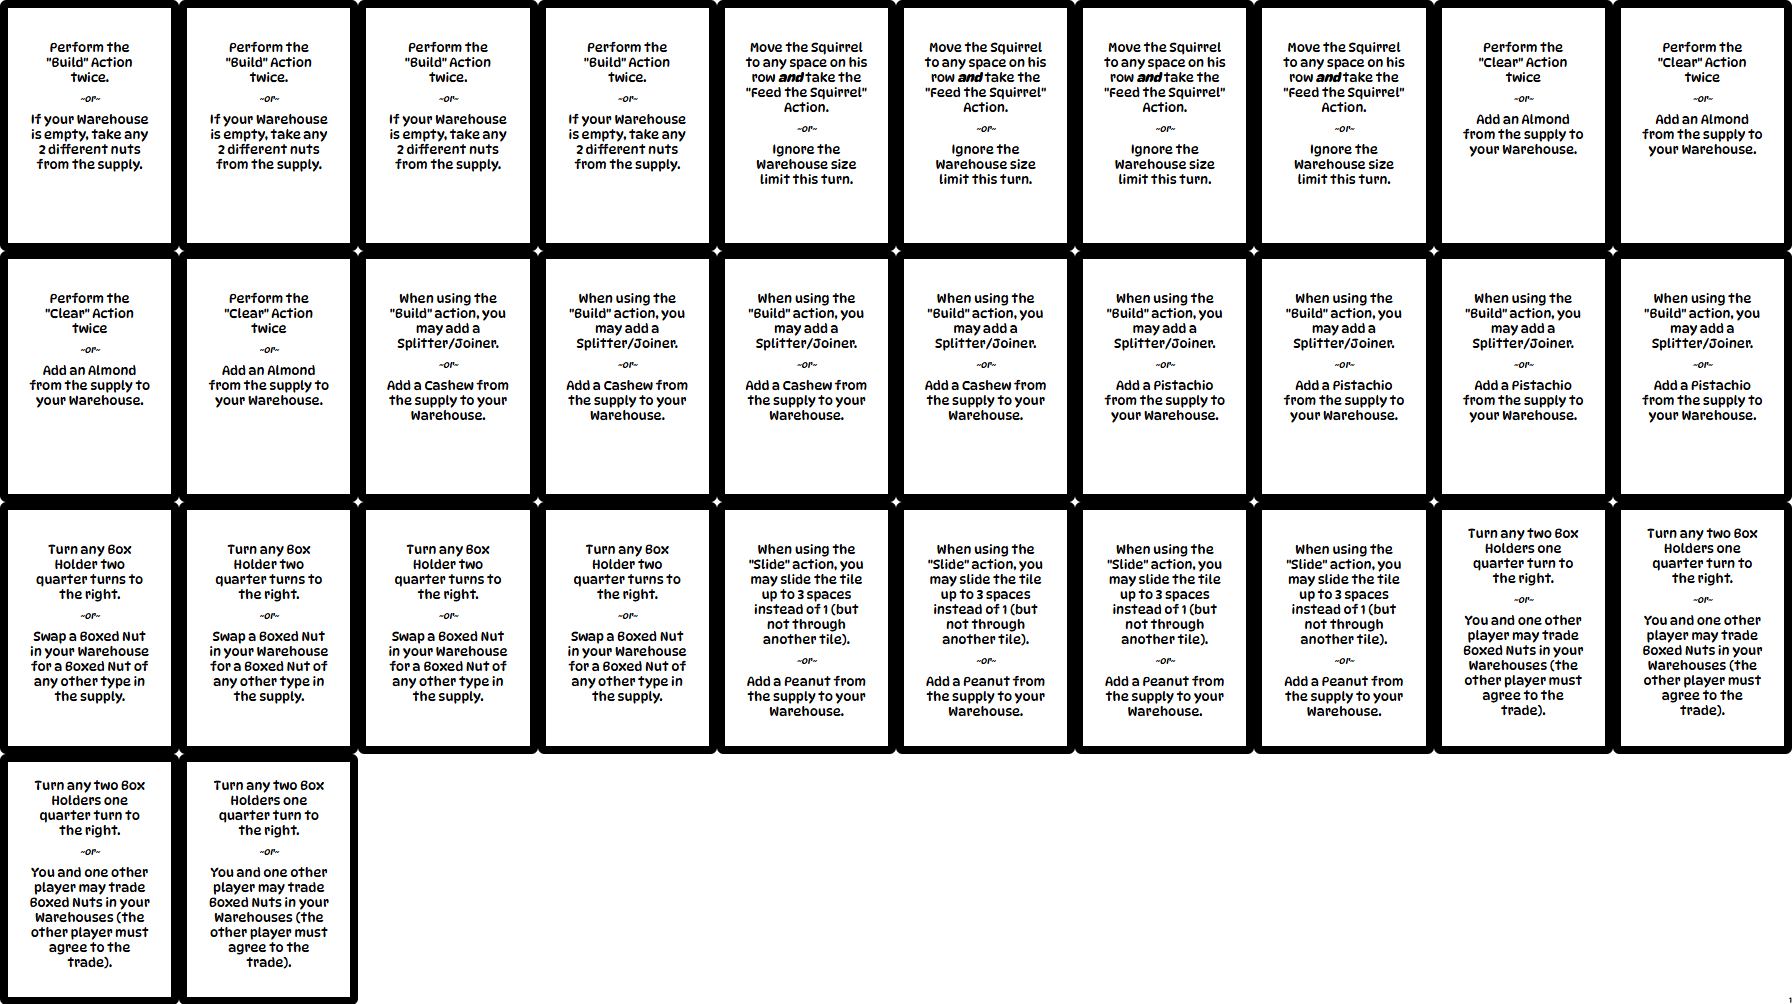 Perform the
"Build" Action
twice.
~or~
If your Warehouse
is empty, take any
2 different nuts
from the supply.
Perform the
"Build" Action
twice.
~or~
If your Warehouse
is empty, take any
2 different nuts
from the supply.
Perform the
"Build" Action
twice.
~or~
If your Warehouse
is empty, take any
2 different nuts
from the supply.
Perform the
"Build" Action
twice.
~or~
If your Warehouse
is empty, take any
2 different nuts
from the supply.
Move the Squirrel
to any space on his
row and take the
"Feed the Squirrel"
Action.
~or~
Ignore the
Warehouse size
limit this turn.
Move the Squirrel
to any space on his
row and take the
"Feed the Squirrel"
Action.
~or~
Ignore the
Warehouse size
limit this turn.
Move the Squirrel
to any space on his
row and take the
"Feed the Squirrel"
Action.
~or~
Ignore the
Warehouse size
limit this turn.
Move the Squirrel
to any space on his
row and take the
"Feed the Squirrel"
Action.
~or~
Ignore the
Warehouse size
limit this turn.
Perform the
"Clear" Action
twice
~or~
Add an Almond
from the supply to
your Warehouse.
Perform the
"Clear" Action
twice
~or~
Add an Almond
from the supply to
your Warehouse.
Perform the
"Clear" Action
twice
~or~
Add an Almond
from the supply to
your Warehouse.
Perform the
"Clear" Action
twice
~or~
Add an Almond
from the supply to
your Warehouse.
When using the
"Build" action, you
may add a
Splitter/Joiner.
~or~
Add a Cashew from
the supply to your
Warehouse.
When using the
"Build" action, you
may add a
Splitter/Joiner.
~or~
Add a Cashew from
the supply to your
Warehouse.
When using the
"Build" action, you
may add a
Splitter/Joiner.
~or~
Add a Cashew from
the supply to your
Warehouse.
When using the
"Build" action, you
may add a
Splitter/Joiner.
~or~
Add a Cashew from
the supply to your
Warehouse.
When using the
"Build" action, you
may add a
Splitter/Joiner.
~or~
Add a Pistachio
from the supply to
your Warehouse.
When using the
"Build" action, you
may add a
Splitter/Joiner.
~or~
Add a Pistachio
from the supply to
your Warehouse.
When using the
"Build" action, you
may add a
Splitter/Joiner.
~or~
Add a Pistachio
from the supply to
your Warehouse.
When using the
"Build" action, you
may add a
Splitter/Joiner.
~or~
Add a Pistachio
from the supply to
your Warehouse.
Turn any Box
Holder two
quarter turns to
the right.
~or~
Swap a Boxed Nut
in your Warehouse
for a Boxed Nut of
any other type in
the supply.
Turn any Box
Holder two
quarter turns to
the right.
~or~
Swap a Boxed Nut
in your Warehouse
for a Boxed Nut of
any other type in
the supply.
Turn any Box
Holder two
quarter turns to
the right.
~or~
Swap a Boxed Nut
in your Warehouse
for a Boxed Nut of
any other type in
the supply.
Turn any Box
Holder two
quarter turns to
the right.
~or~
Swap a Boxed Nut
in your Warehouse
for a Boxed Nut of
any other type in
the supply.
When using the
"Slide" action, you
may slide the tile
up to 3 spaces
instead of 1 (but
not through
another tile).
~or~
Add a Peanut from
the supply to your
Warehouse.
When using the
"Slide" action, you
may slide the tile
up to 3 spaces
instead of 1 (but
not through
another tile).
~or~
Add a Peanut from
the supply to your
Warehouse.
When using the
"Slide" action, you
may slide the tile
up to 3 spaces
instead of 1 (but
not through
another tile).
~or~
Add a Peanut from
the supply to your
Warehouse.
When using the
"Slide" action, you
may slide the tile
up to 3 spaces
instead of 1 (but
not through
another tile).
~or~
Add a Peanut from
the supply to your
Warehouse.
Turn any two Box
Holders one
quarter turn to
the right.
~or~
You and one other
player may trade
Boxed Nuts in your
Warehouses (the
other player must
agree to the
trade).
Turn any two Box
Holders one
quarter turn to
the right.
~or~
You and one other
player may trade
Boxed Nuts in your
Warehouses (the
other player must
agree to the
trade).
Turn any two Box
Holders one
quarter turn to
the right.
~or~
You and one other
player may trade
Boxed Nuts in your
Warehouses (the
other player must
agree to the
trade).
Turn any two Box
Holders one
quarter turn to
the right.
~or~
You and one other
player may trade
Boxed Nuts in your
Warehouses (the
other player must
agree to the
trade).